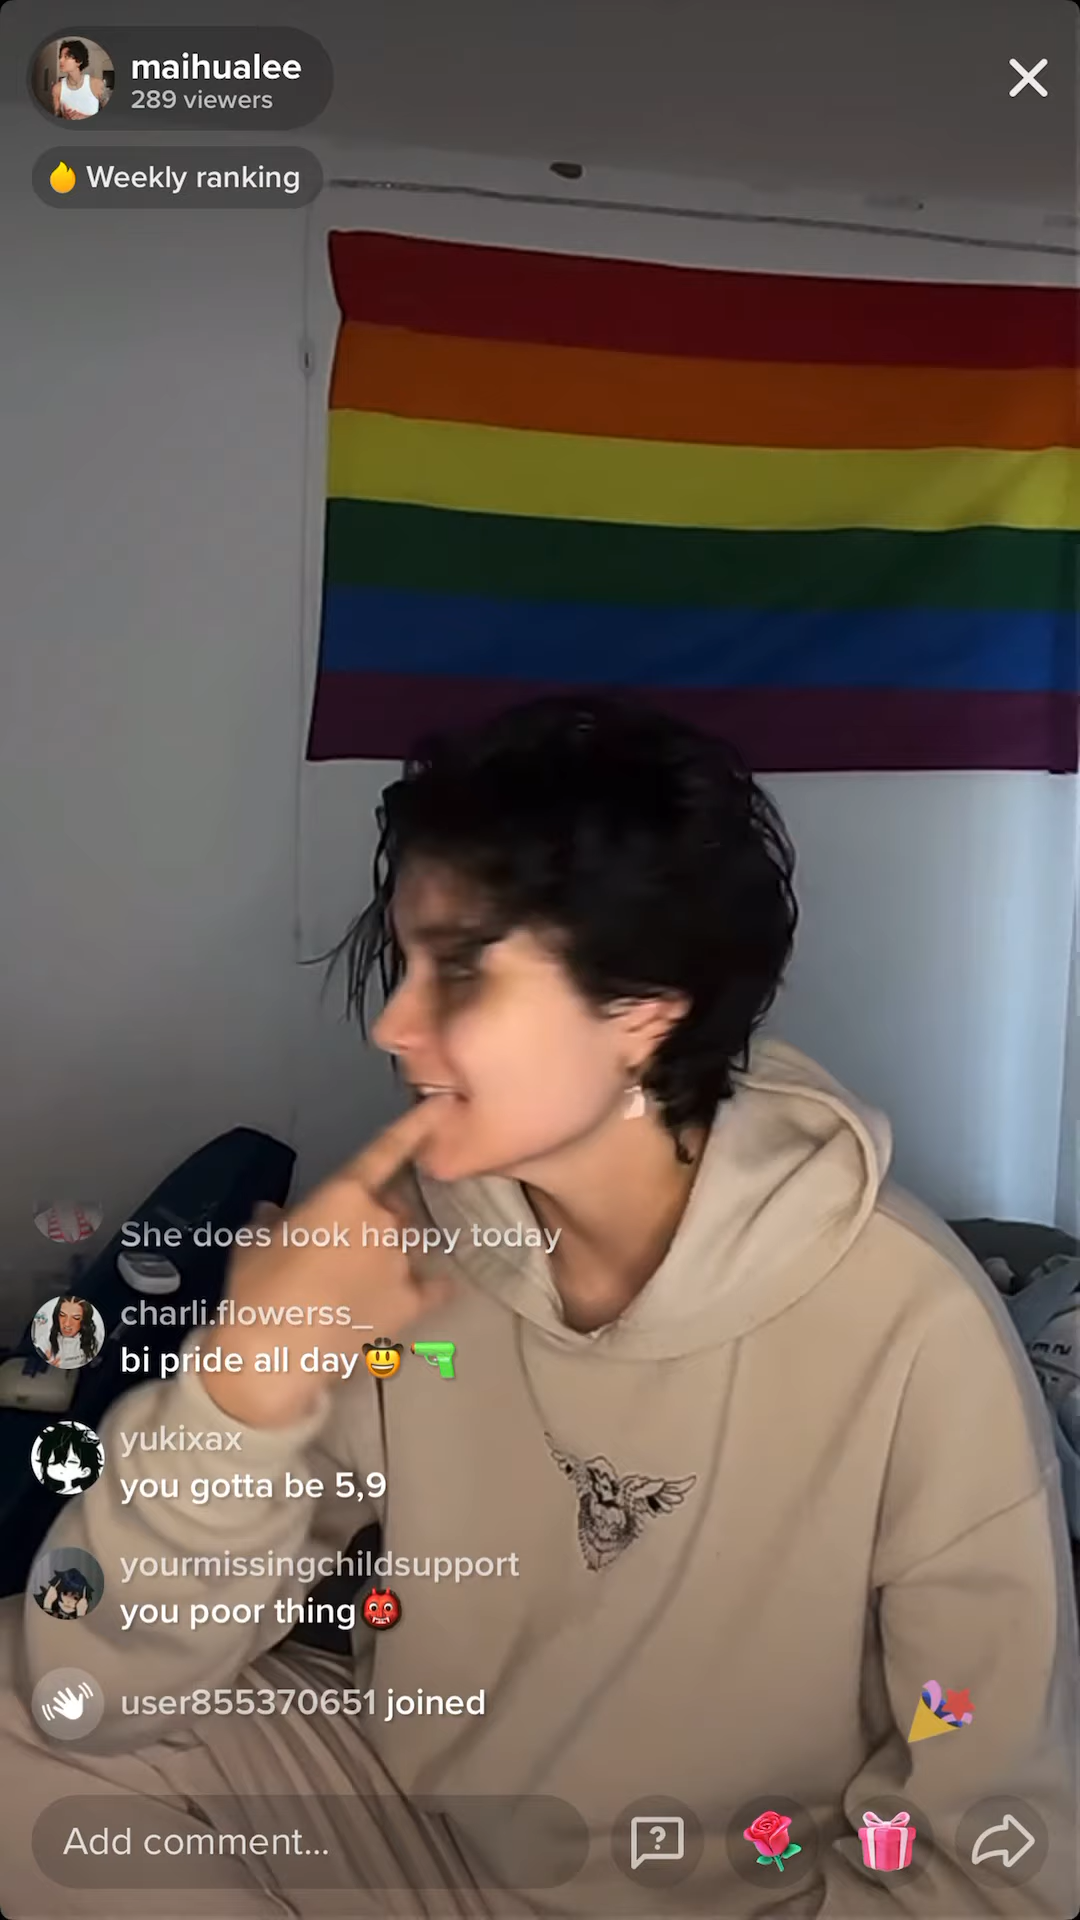 maihualee
289 viewers
🔥 Weekly ranking
She does look happy today
charli.flowerss_
bi pride all day🤠🔫
yukixax
you gotta be 5,9
yourmissingchildsupport
you poor thing👹
user855370651 joined
Add comment...
?